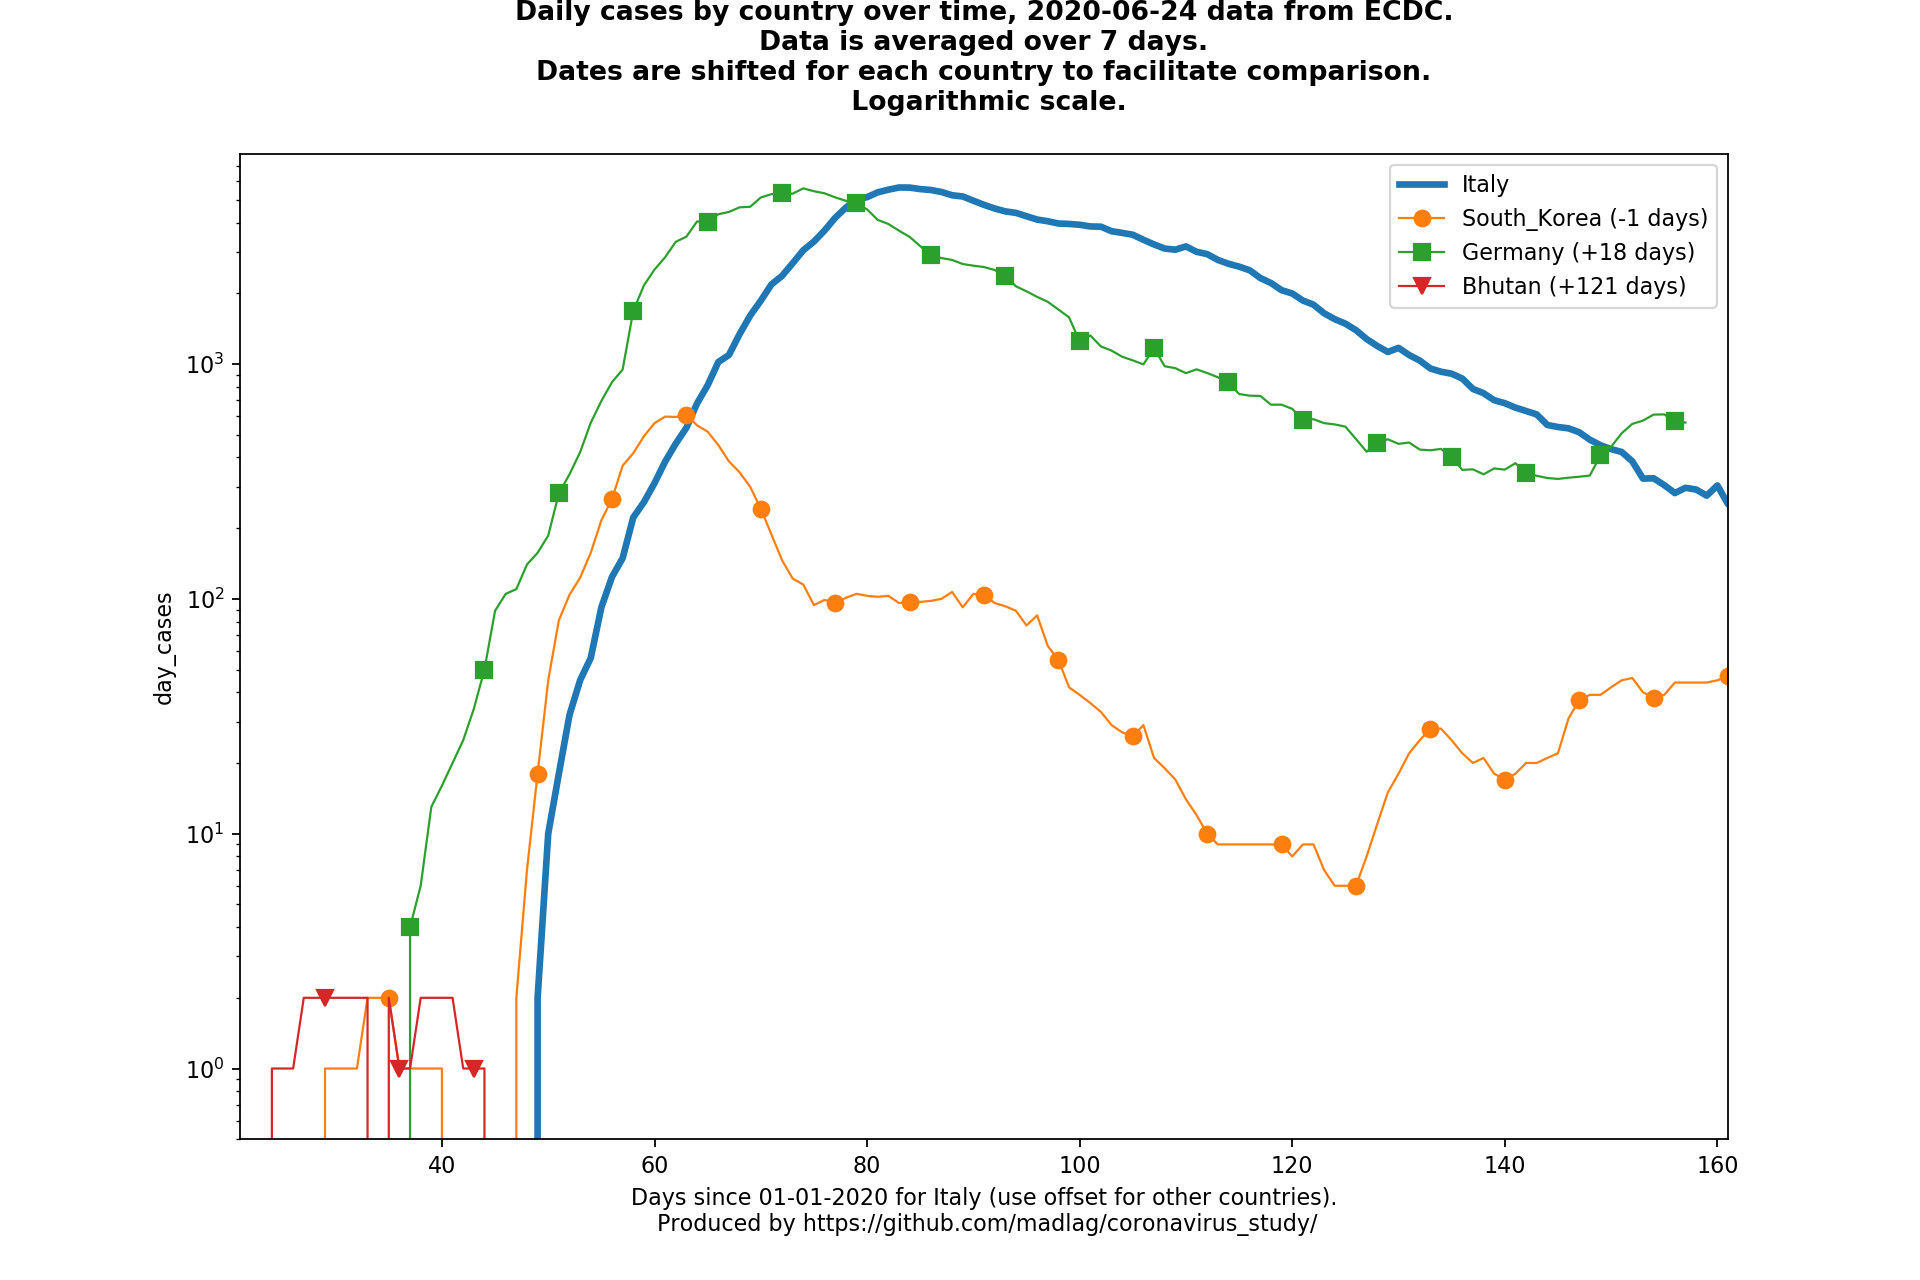 Daily cases by country over time, 2020-06-24 data from ECDC.
Data is averaged over 7 days.
Dates are shifted for each country to facilitate comparison.
Logarithmic scale.
Italy
South_Korea (-1 days)
Germany (+18 days)
Bhutan (+121 days)
10³
10²
10¹
10⁰
day_cases
40 60 80 100 120 140 160
Days since 01-01-2020 for Italy (use offset for other countries).
Produced by https://github.com/madlag/coronavirus_study/